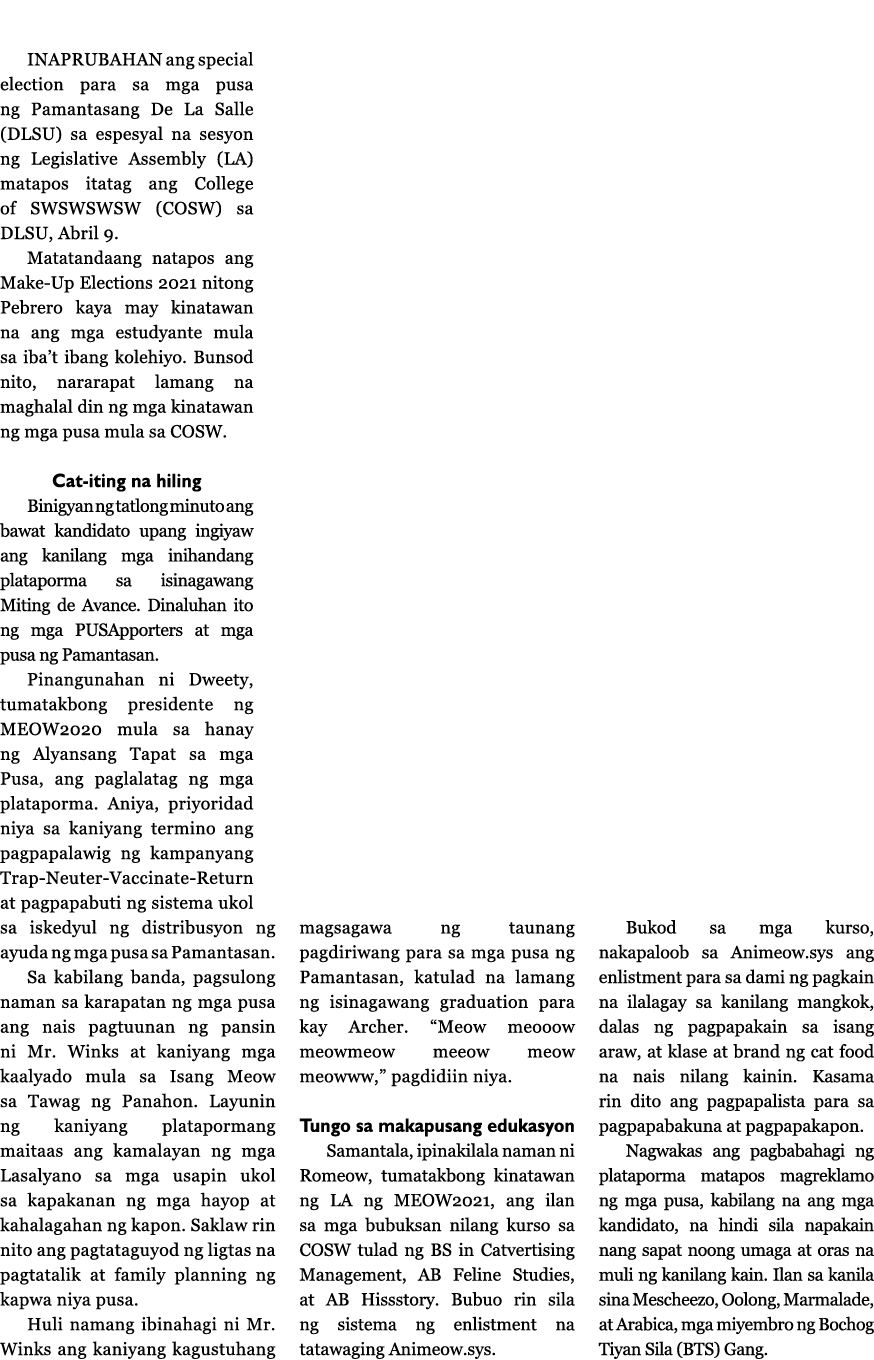 INAPRUBAHAN ang special
election para sa mga pusa
ng Pamantasang De La Salle
(DLSU) sa espesyal na sesyon
ng Legislative Assembly (LA)
matapos itatag ang College
of SWSWSWSW (COSW) sa
DLSU, Abril 9.
Matatandaang natapos ang
Make-Up Elections 2021 nitong
Pebrero kaya may kinatawan
na ang mga estudyante mula
sa iba’t ibang kolehiyo. Bunsod
nito, nararapat lamang na
maghalal din ng mga kinatawan
ng mga pusa mula sa COSW.
Cat-iting na hiling
Binigyan ng tatlong minuto ang
bawat kandidato upang ingiyaw
ang kanilang mga inihandang
plataporma sa isinagawang
Miting de Avance. Dinaluhan ito
ng mga PUSApporters at mga
pusa ng Pamantasan.
Pinangunahan ni Dweety,
tumatakbong presidente ng
MEOW2020 mula sa hanay
ng Alyansang Tapat sa mga
Pusa, ang paglalatag ng mga
plataporma. Aniya, priyoridad
niya sa kaniyang termino ang
pagpapalawig ng kampanyang
Trap-Neuter-Vaccinate-Return
at pagpapabuti ng sistema ukol
sa iskedyul ng distribusyon ng
ayuda ng mga pusa sa Pamantasan.
Sa kabilang banda, pagsulong
naman sa karapatan ng mga pusa
ang nais pagtuunan ng pansin
ni Mr. Winks at kaniyang mga
kaalyado mula sa Isang Meow
sa Tawag ng Panahon. Layunin
ng kaniyang platapormang
maitaas ang kamalayan ng mga
Lasalyano sa mga usapin ukol
sa kapakanan ng mga hayop at
kahalagahan ng kapon. Saklaw rin
nito ang pagtataguyod ng ligtas na
pagtatalik at family planning ng
kapwa niya pusa.
Huli namang ibinahagi ni Mr.
Winks ang kaniyang kagustuhang
magsagawa ng taunang
pagdiriwang para sa mga pusa ng
Pamantasan, katulad na lamang
ng isinagawang graduation para
kay Archer. “Meow meooow
meowmeow meeow meow
meowww,” pagdidiin niya.
Tungo sa makapusang edukasyon
Samantala, ipinakilala naman ni
Romeow, tumatakbong kinatawan
ng LA ng MEOW2021, ang ilan
sa mga bubuksan nilang kurso sa
COSW tulad ng BS in Catvertising
Management, AB Feline Studies,
at AB Hissstory. Bubuo rin sila
ng sistema ng enlistment na
tatawaging Animeow.sys.
Bukod sa mga kurso,
nakapaloob sa Animeow.sys ang
enlistment para sa dami ng pagkain
na ilalagay sa kanilang mangkok,
dalas ng pagpapakain sa isang
araw, at klase at brand ng cat food
na nais nilang kainin. Kasama
rin dito ang pagpapalista para sa
pagpapabakuna at pagpapakapon.
Nagwakas ang pagbabahagi ng
plataporma matapos magreklamo
ng mga pusa, kabilang na ang mga
kandidato, na hindi sila napakain
nang sapat noong umaga at oras na
muli ng kanilang kain. Ilan sa kanila
sina Mescheezo, Oolong, Marmalade,
at Arabica, mga miyembro ng Bochog
Tiyan Sila (BTS) Gang.